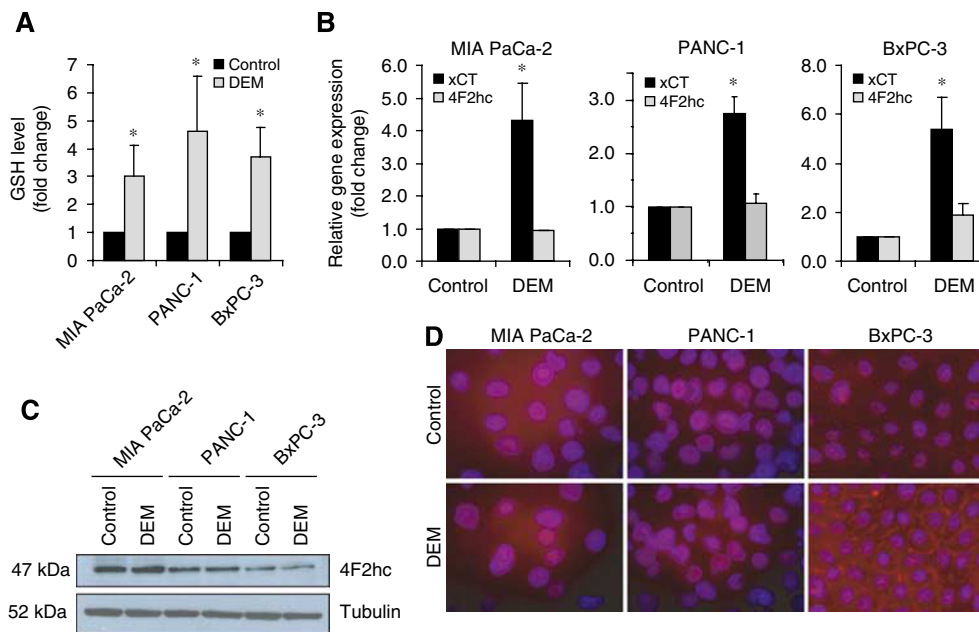 A
GSH level
(fold change)
7
6
5
4
3
2
1
0
Control
DEM
*
*
*
MIA PaCa-2
PANC-1
BxPC-3
B
Relative gene expression
(fold change)
MIA PaCa-2
6.0
5.0
4.0
3.0
2.0
1.0
0.0
xCT
4F2hc
*
Control
DEM
PANC-1
3.0
2.0
1.0
0.0
xCT
4F2hc
*
Control
DEM
BxPC-3
8.0
6.0
4.0
2.0
0.0
xCT
4F2hc
*
Control
DEM
C
MIA PaCa-2
PANC-1
BxPC-3
Control
DEM
Control
DEM
Control
DEM
47 kDa
4F2hc
52 kDa
Tubulin
D
MIA PaCa-2
PANC-1
BxPC-3
Control
DEM